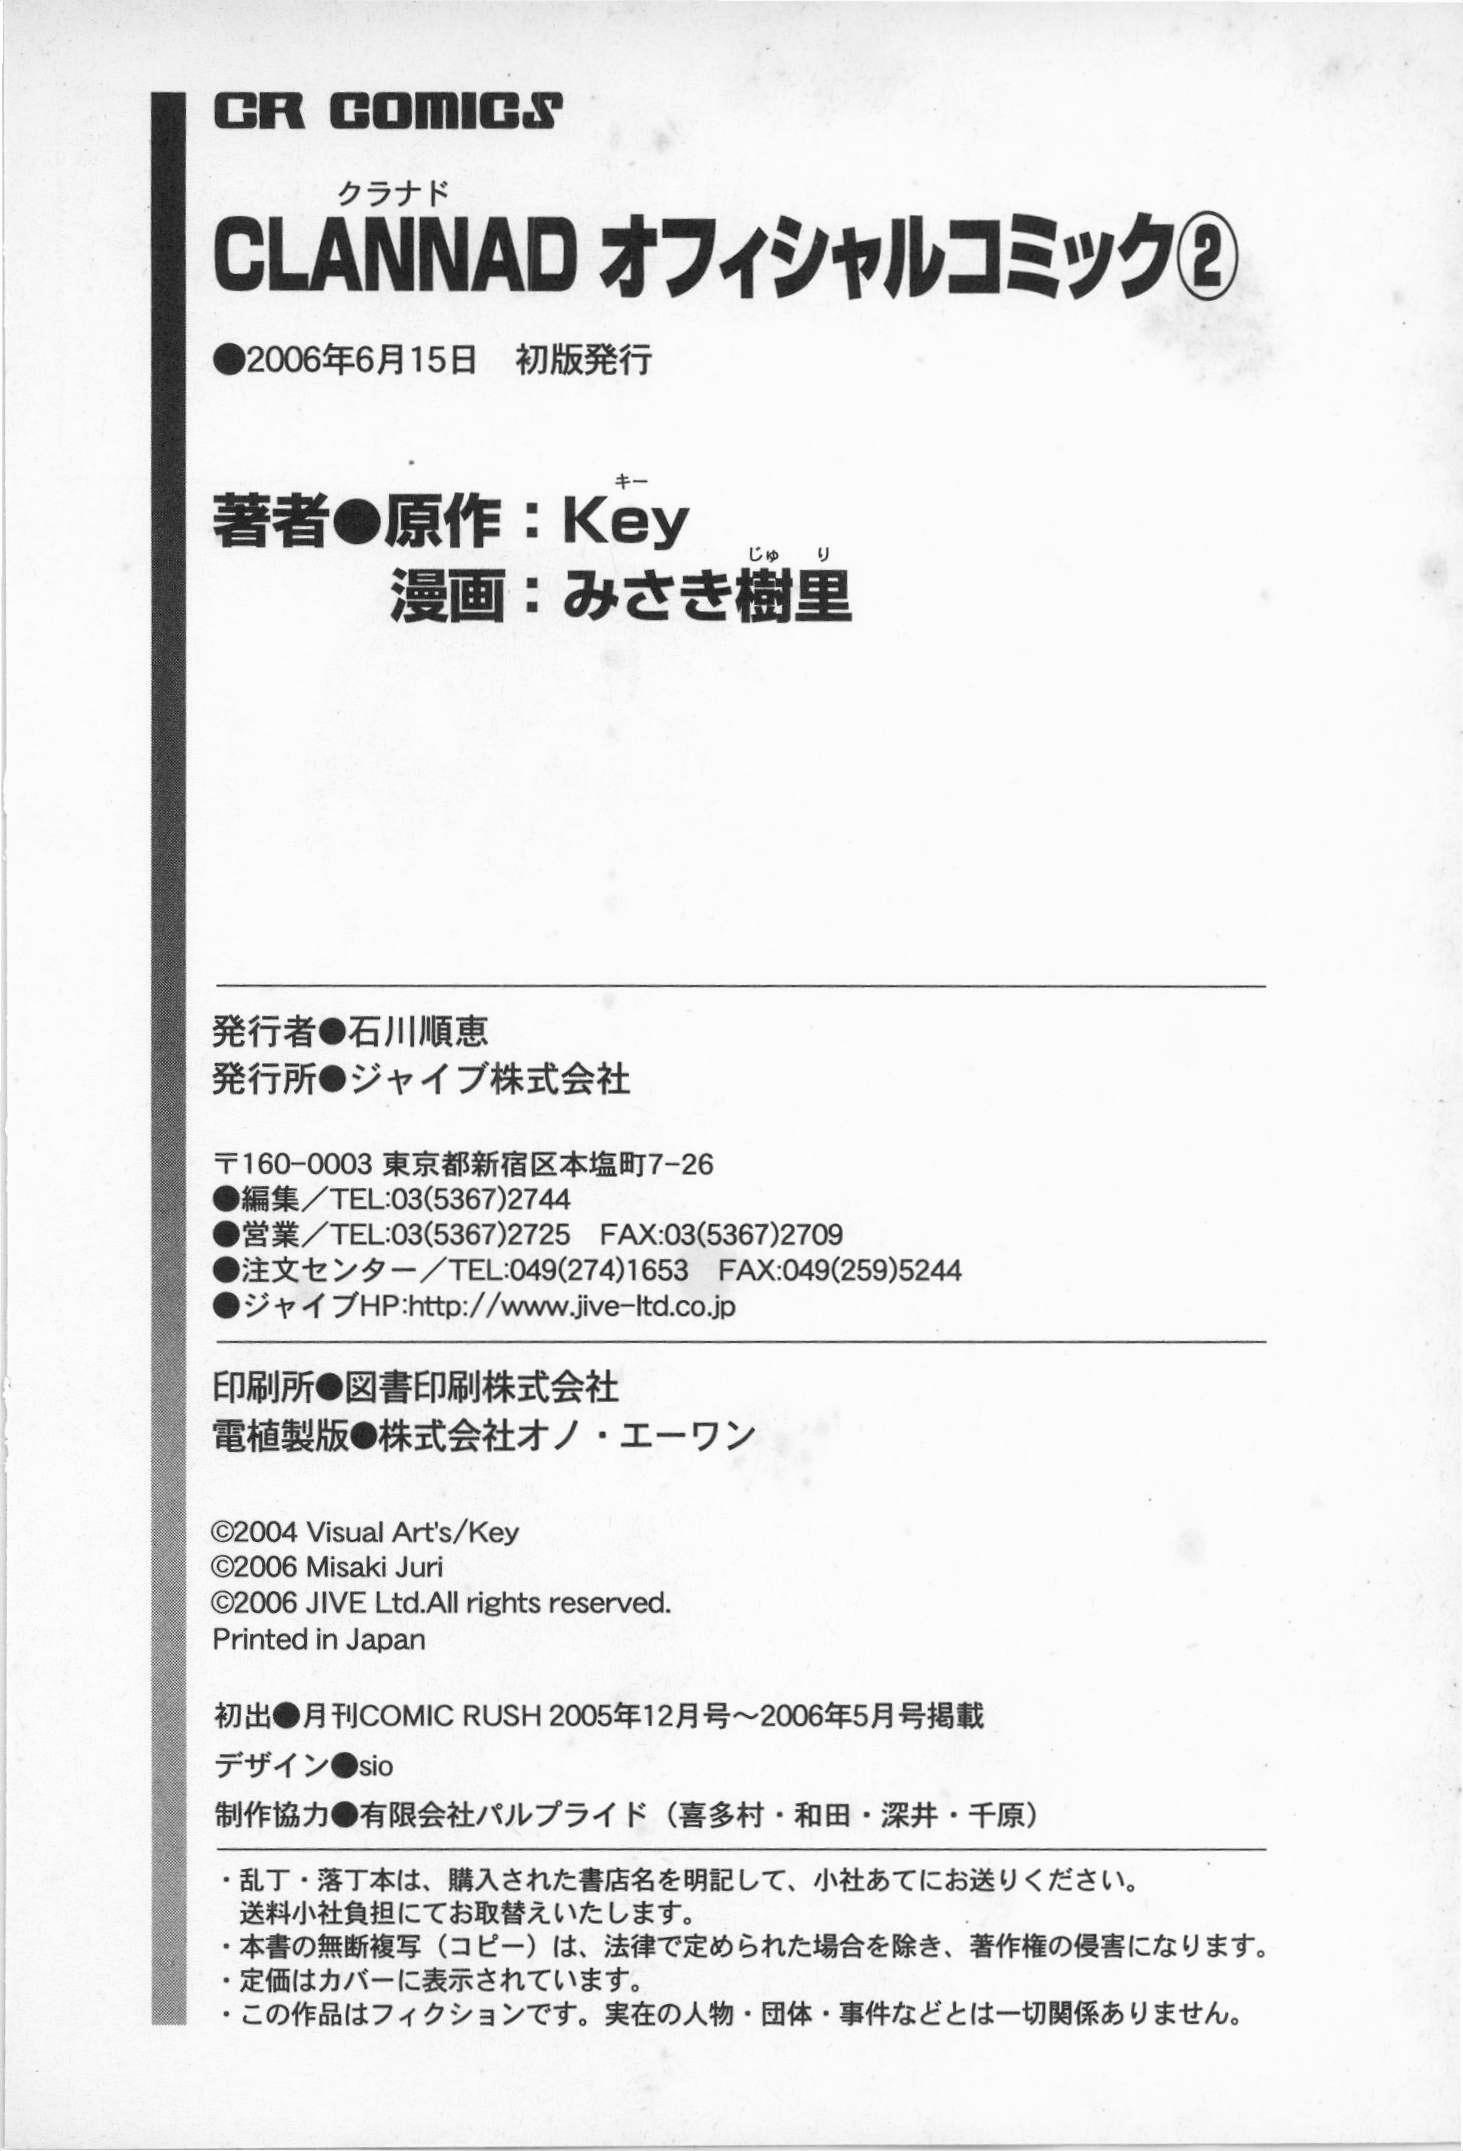 CR COMICS
クラナド
CLANNAD オフィシャルコミック②
●2006年6月15日　初版発行
キー
著者●原作：Key
じゅ り
漫画：みさき樹里
発行者●石川順恵
発行所●ジャイブ株式会社
〒160-0003 東京都新宿区本塩町7-26
●編集／TEL:03(5367)2744
●営業／TEL:03(5367)2725　FAX:03(5367)2709
●注文センター／TEL:049(274)1653　FAX:049(259)5244
●ジャイブHP:http://www.jive-ltd.co.jp
印刷所●図書印刷株式会社
電植製版●株式会社オノ・エーワン
©2004 Visual Art's/Key
©2006 Misaki Juri
©2006 JIVE Ltd.All rights reserved.
Printed in Japan
初出●月刊COMIC RUSH 2005年12月号～2006年5月号掲載
デザイン●sio
制作協力●有限会社パルプライド（喜多村・和田・深井・千原）
・乱丁・落丁本は、購入された書店名を明記して、小社あてにお送りください。
送料小社負担にてお取替えいたします。
・本書の無断複写（コピー）は、法律で定められた場合を除き、著作権の侵害になります。
・定価はカバーに表示されています。
・この作品はフィクションです。実在の人物・団体・事件などとは一切関係ありません。